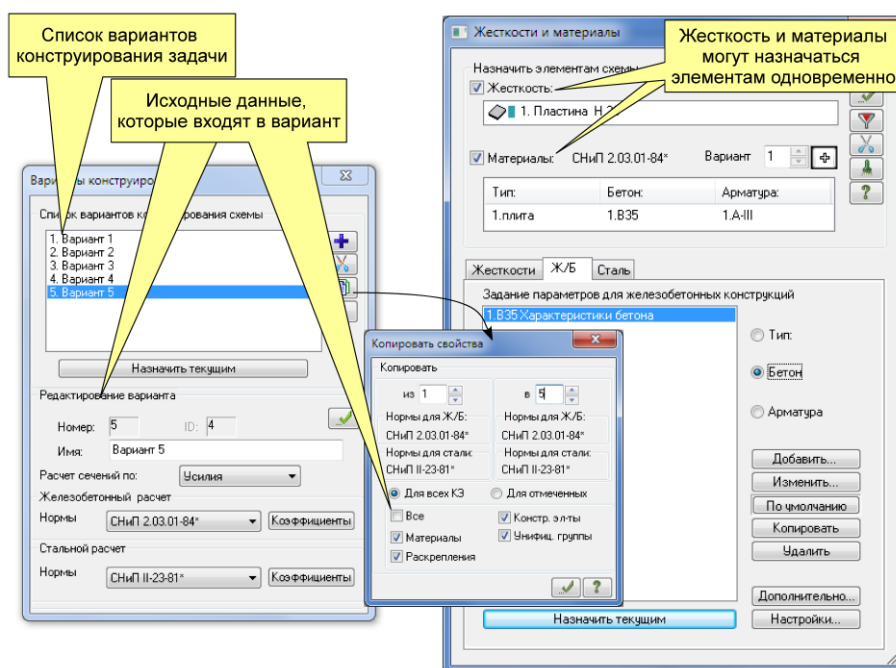 Список вариантов
конструирования задачи
Исходные данные,
которые входят в вариант
Жесткость и материалы
могут назначаться
элементам одновременно
Список вариантов конструирования схемы
1. Вариант 1
2. Вариант 2
3. Вариант 3
4. Вариант 4
5. Вариант 5
Назначить текущим
Редактирование варианта
Номер: 5 ID: 4
Имя: Вариант 5
Расчет сечений по: Усилия
Железобетонный расчет
Нормы СНиП 2.03.01-84* Коэффициенты
Стальной расчет
Нормы СНиП II-23-81* Коэффициенты
Копировать свойства
Копировать
из 1 в 5
Нормы для Ж/Б: Нормы для Ж/Б:
СНиП 2.03.01-84* СНиП 2.03.01-84*
Нормы для стали: Нормы для стали:
СНиП II-23-81* СНиП II-23-81*
Для всех КЭ Для отмеченных
Все Констр. эл-ты
Материалы Унифиц. группы
Раскрепления
Жесткости и материалы
Назначить элементам схемы
Жесткость:
1. Пластина Н
Материалы: СНиП 2.03.01-84* Вариант 1
Тип: Бетон: Арматура:
1.плита 1.В35 1.А-III
Жесткости Ж/Б Сталь
Задание параметров для железобетонных конструкций
1.В35 Характеристики бетона
Тип:
Бетон
Арматура
Добавить...
Изменить...
По умолчанию
Копировать
Удалить
Дополнительно...
Назначить текущим Настройки...